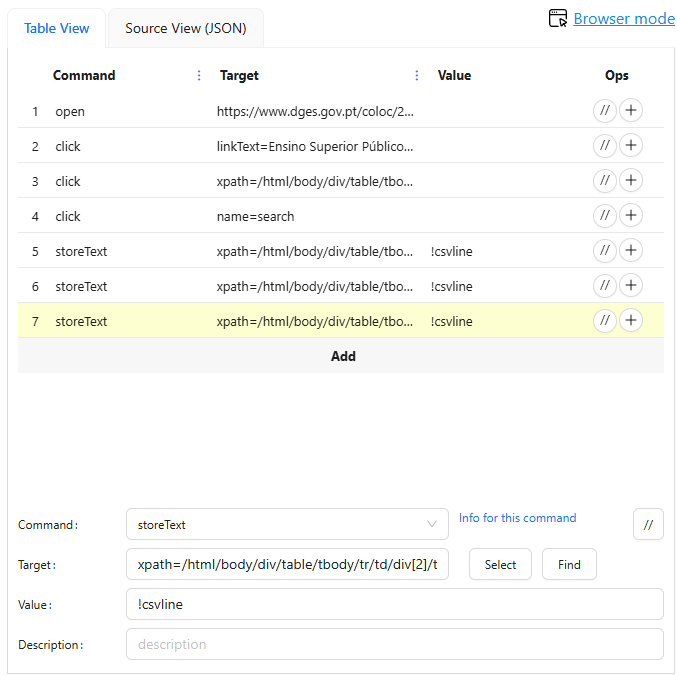 Table View Source View (JSON) Browser mode
Command Target Value Ops
1 open https://www.dges.gov.pt/coloc/2... // +
2 click linkText=Ensino Superior Público... // +
3 click xpath=/html/body/div/table/tbo... // +
4 click name=search // +
5 storeText xpath=/html/body/div/table/tbo... !csvline // +
6 storeText xpath=/html/body/div/table/tbo... !csvline // +
7 storeText xpath=/html/body/div/table/tbo... !csvline // +
Add
Command: storeText Info for this command //
Target: xpath=/html/body/div/table/tbody/tr/td/div[2]/t Select Find
Value: !csvline
Description: description